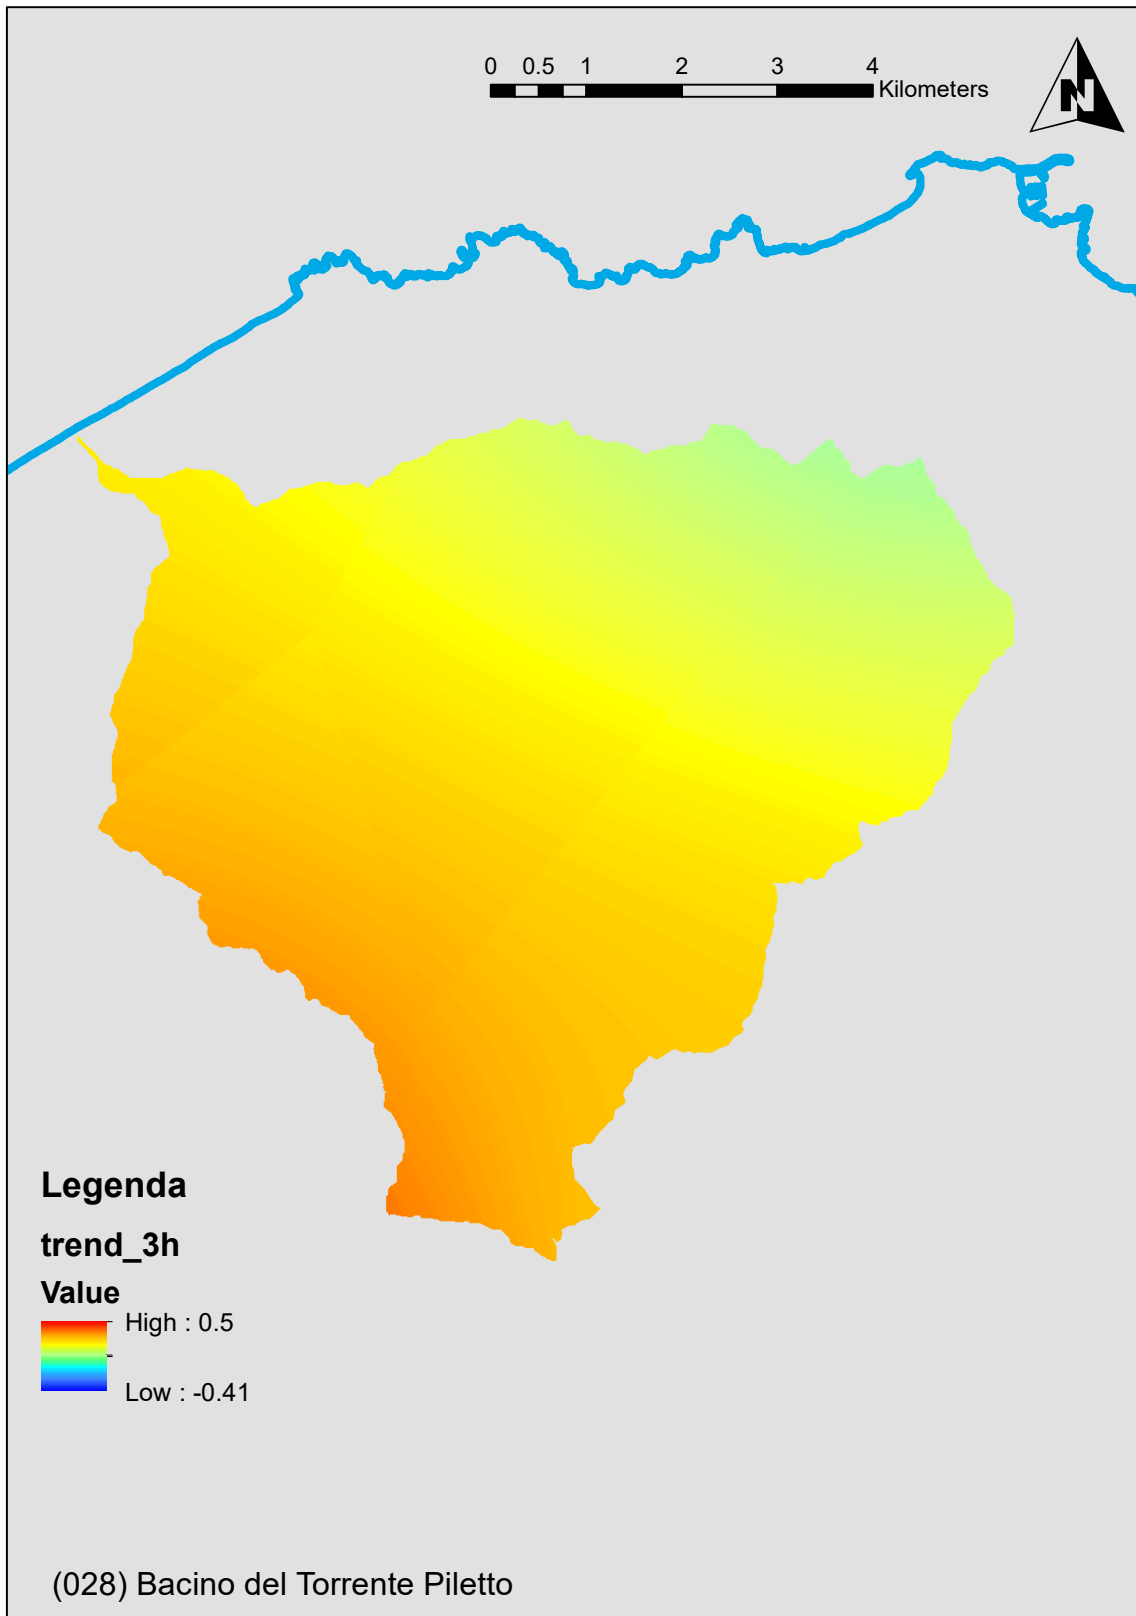 0 0.5 1 2 3 4
Kilometers
N
Legenda
trend_3h
Value
High : 0.5
Low : -0.41
(028) Bacino del Torrente Piletto